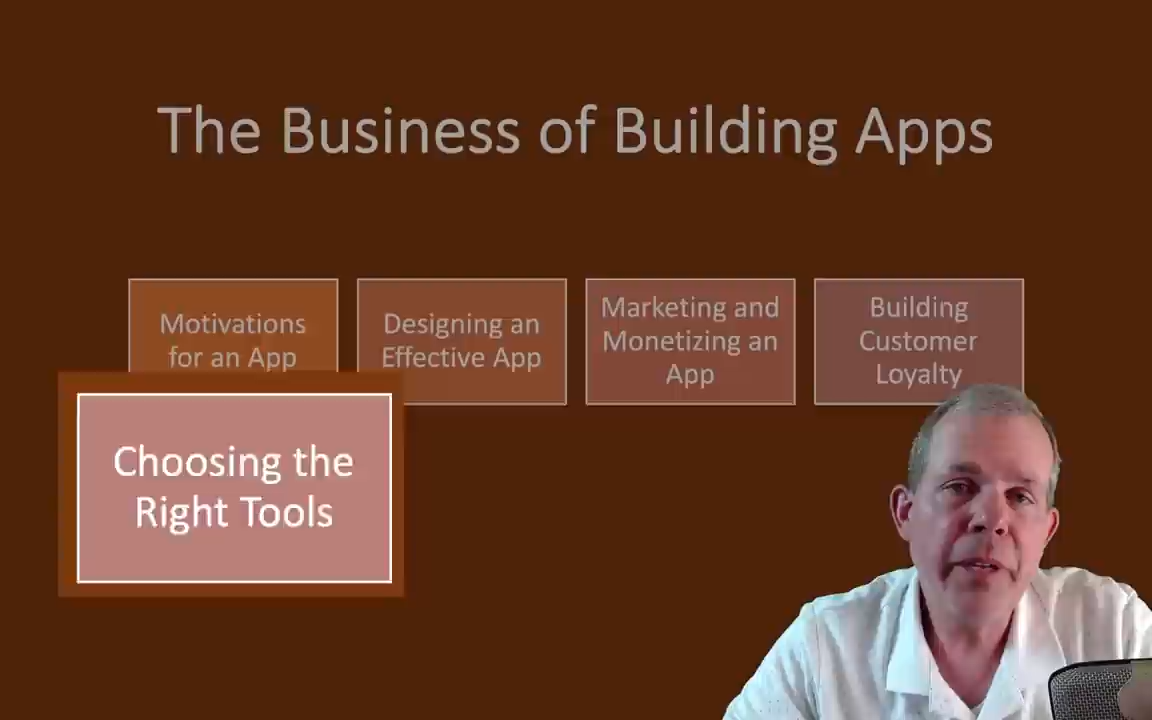 The Business of Building Apps
Motivations
for an App
Designing an
Effective App
Marketing and
Monetizing an
App
Building
Customer
Loyalty
Choosing the
Right Tools